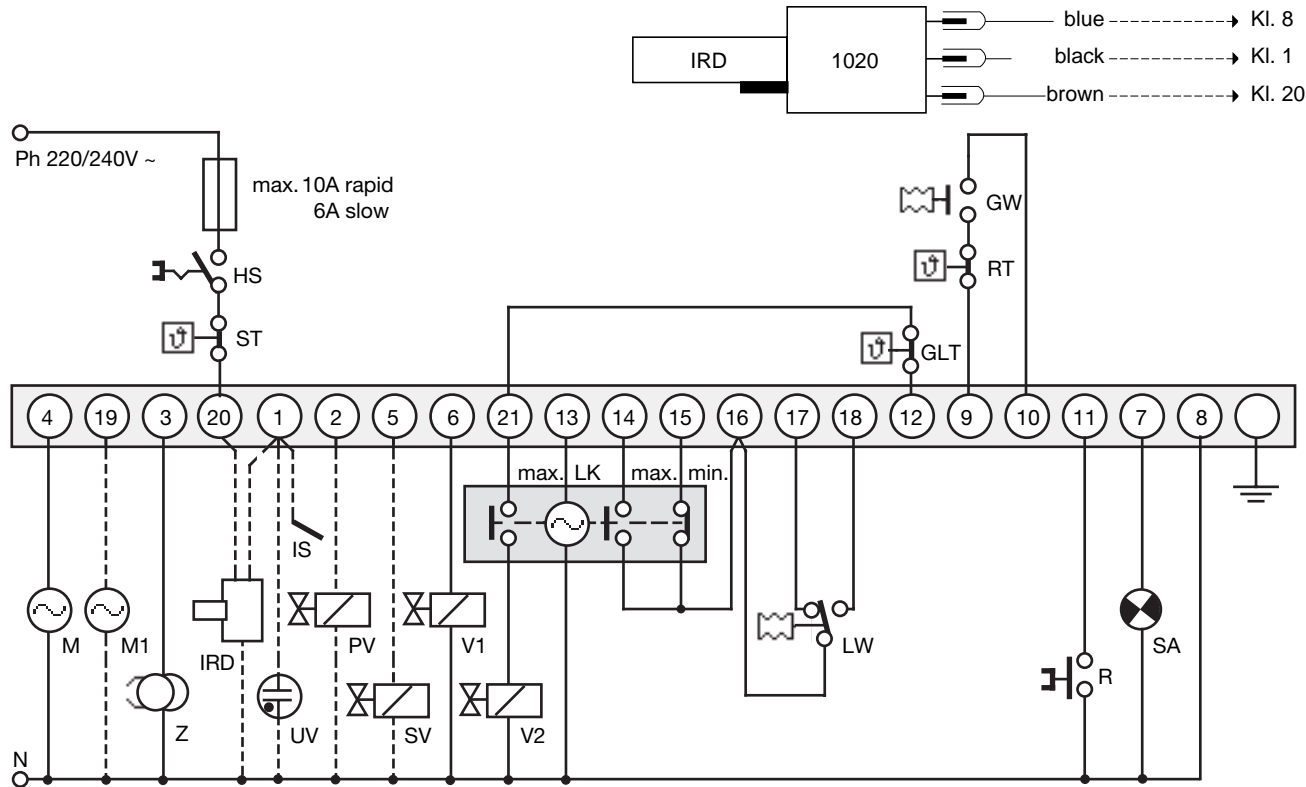 blue Kl. 8
IRD 1020 black Kl. 1
brown Kl. 20
Ph 220/240V ~
max. 10A rapid
6A slow
GW
HS
RT
ST
GLT
4 19 3 20 1 2 5 6 21 13 14 15 16 17 18 12 9 10 11 7 8
max. LK max. min.
IS
M M1 IRD PV V1 LW R SA
Z UV SV V2
N